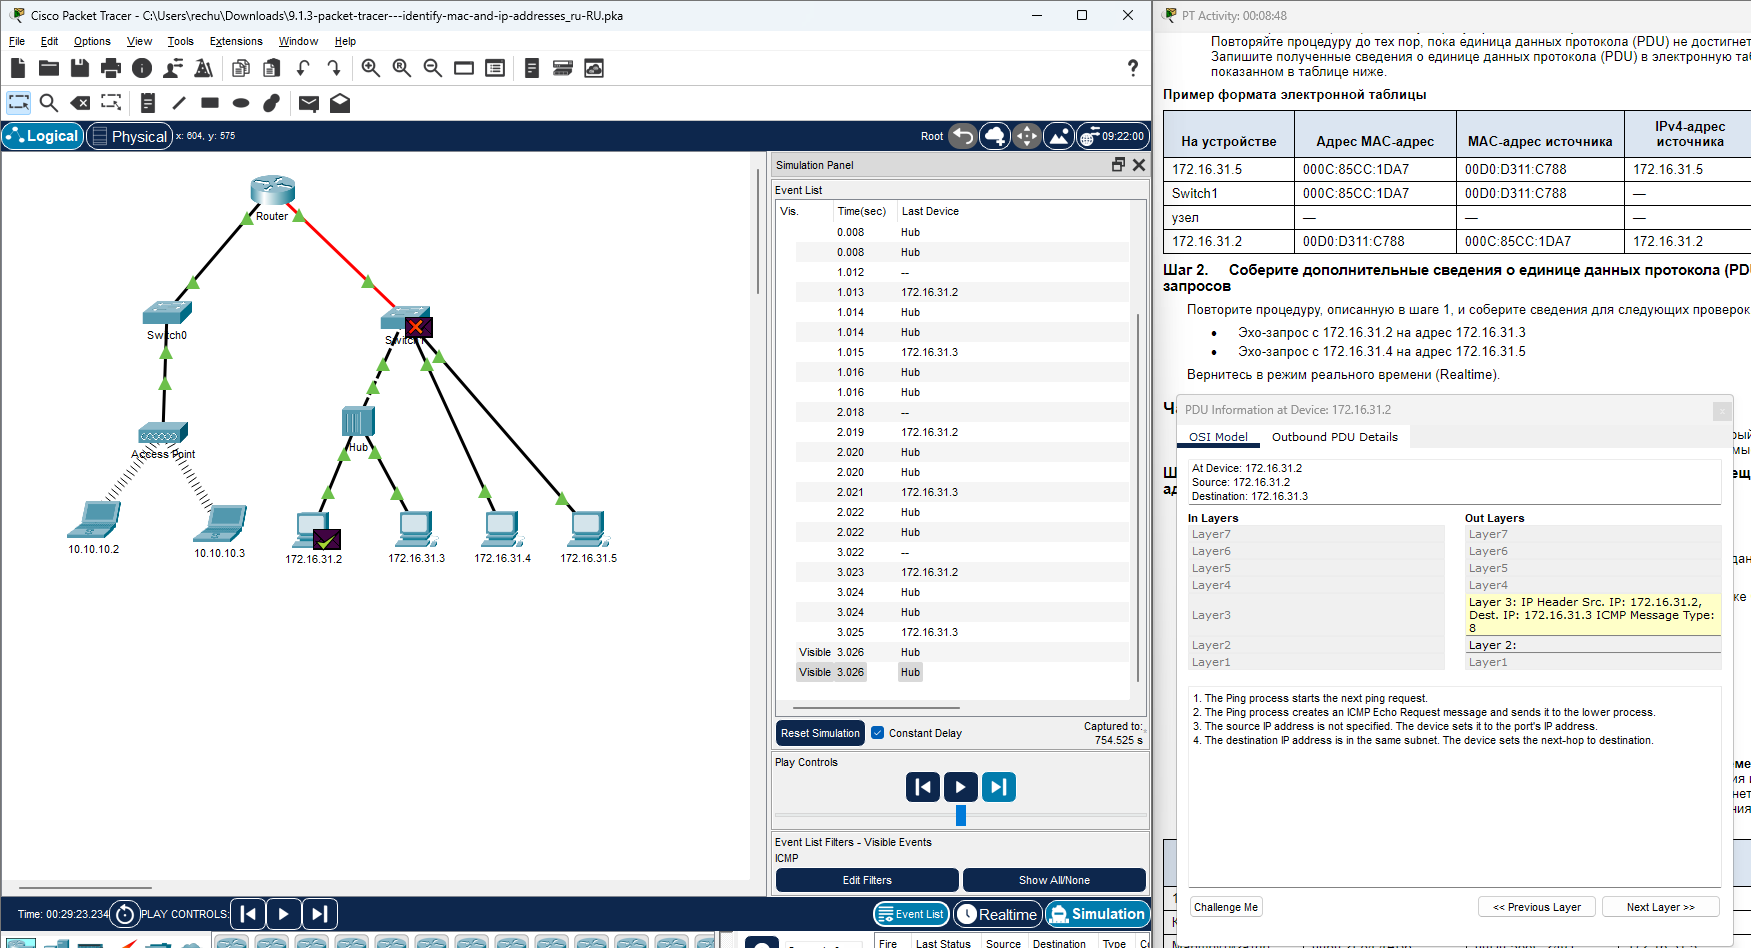 Cisco Packet Tracer - C:\Users\rechu\Downloads\9.1.3-packet-tracer---identify-mac-and-ip-addresses_ru-RU.pka
File Edit Options View Tools Extensions Window Help
Logical Physical x: 604, y: 575
Root 09:22:00
Router
Switch0
Access Point
Hub
10.10.10.2
10.10.10.3
172.16.31.2
172.16.31.3
172.16.31.4
172.16.31.5
Simulation Panel
Event List
Vis. Time(sec) Last Device
0.008 Hub
0.008 Hub
1.012 --
1.013 172.16.31.2
1.014 Hub
1.014 Hub
1.015 172.16.31.3
1.016 Hub
1.016 Hub
2.018 --
2.019 172.16.31.2
2.020 Hub
2.020 Hub
2.021 172.16.31.3
2.022 Hub
2.022 Hub
3.022 --
3.023 172.16.31.2
3.024 Hub
3.024 Hub
3.025 172.16.31.3
Visible 3.026 Hub
Visible 3.026 Hub
Reset Simulation Constant Delay
Captured to:
754.525 s
Play Controls
Event List Filters - Visible Events
ICMP
Edit Filters Show All/None
Time: 00:29:23.234 PLAY CONTROLS:
Event List Realtime Simulation
Fire Last Status Source Destination Type
PT Activity: 00:08:48
Повторяйте процедуру до тех пор, пока единица данных протокола (PDU) не достигнет
Запишите полученные сведения о единице данных протокола (PDU) в электронную
показанном в таблице ниже.
Пример формата электронной таблицы
На устройстве Адрес MAC-адрес MAC-адрес источника IPv4-адрес источника
172.16.31.5 000C:85CC:1DA7 00D0:D311:C788 172.16.31.5
Switch1 000C:85CC:1DA7 00D0:D311:C788 —
узел — — —
172.16.31.2 00D0:D311:C788 000C:85CC:1DA7 172.16.31.2
Шаг 2. Соберите дополнительные сведения о единице данных протокола
запросов
Повторите процедуру, описанную в шаге 1, и соберите сведения для следующих проверок
• Эхо-запрос с 172.16.31.2 на адрес 172.16.31.3
• Эхо-запрос с 172.16.31.4 на адрес 172.16.31.5
Вернитесь в режим реального времени (Realtime).
PDU Information at Device: 172.16.31.2
OSI Model Outbound PDU Details
At Device: 172.16.31.2
Source: 172.16.31.2
Destination: 172.16.31.3
In Layers Out Layers
Layer7 Layer7
Layer6 Layer6
Layer5 Layer5
Layer4 Layer4
Layer3 Layer 3: IP Header Src. IP: 172.16.31.2, Dest. IP: 172.16.31.3 ICMP Message Type: 8
Layer2 Layer 2:
Layer1 Layer1
1. The Ping process starts the next ping request.
2. The Ping process creates an ICMP Echo Request message and sends it to the lower process.
3. The source IP address is not specified. The device sets it to the port's IP address.
4. The destination IP address is in the same subnet. The device sets the next-hop to destination.
Challenge Me << Previous Layer Next Layer >>